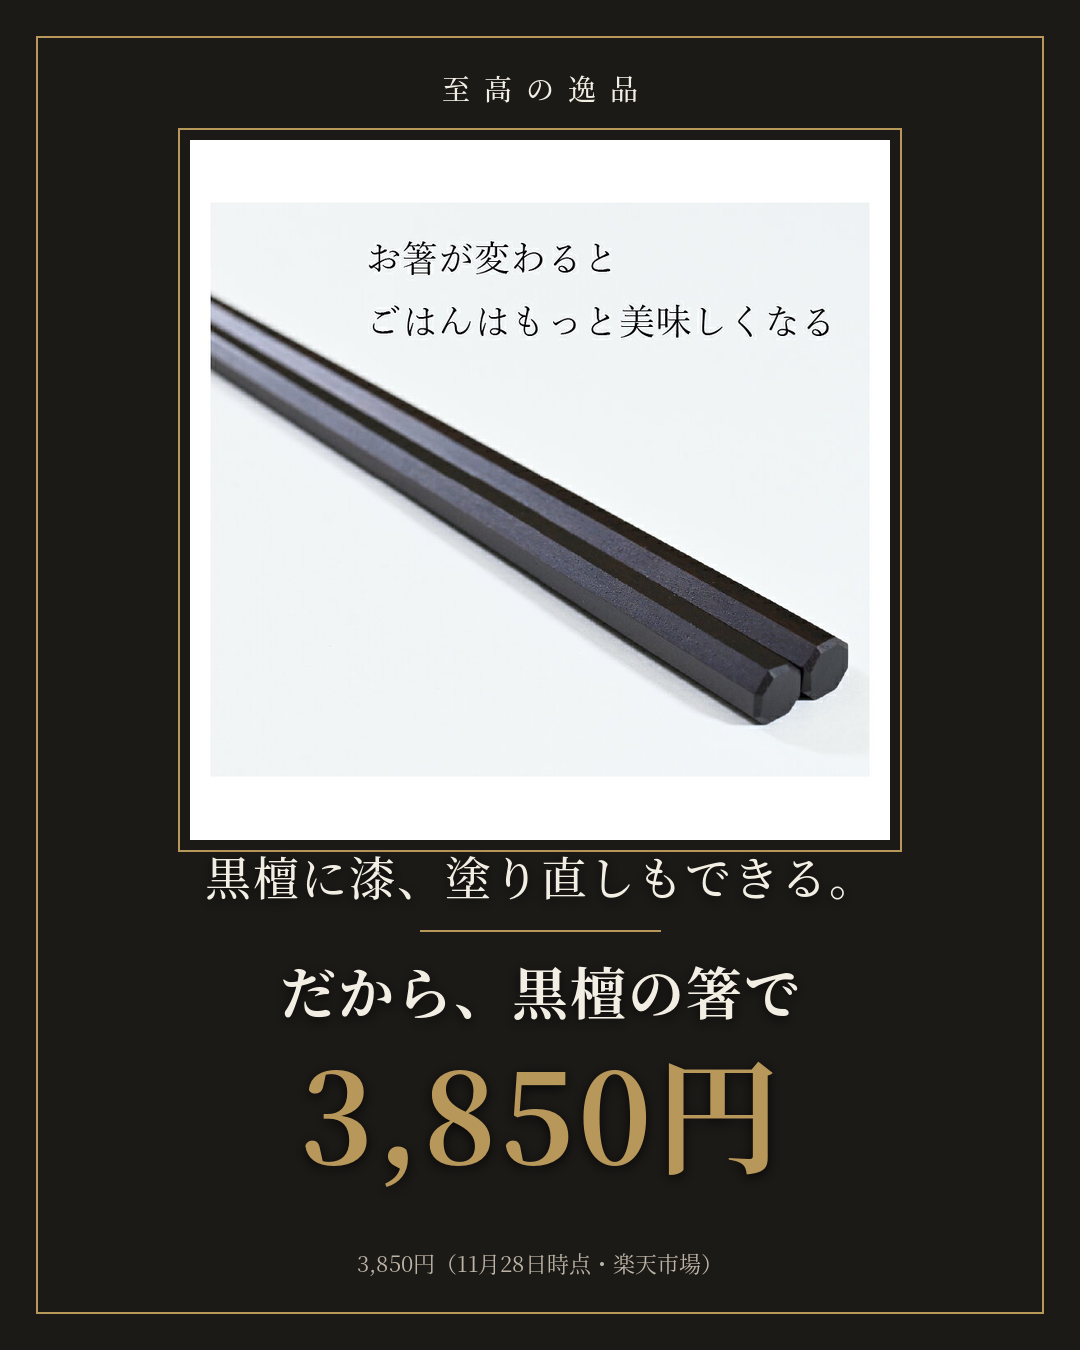 至高の逸品
お箸が変わると
ごはんはもっと美味しくなる
黒檀に漆、塗り直しもできる。
だから、黒檀の箸で
3,850円
3,850円（11月28日時点・楽天市場）